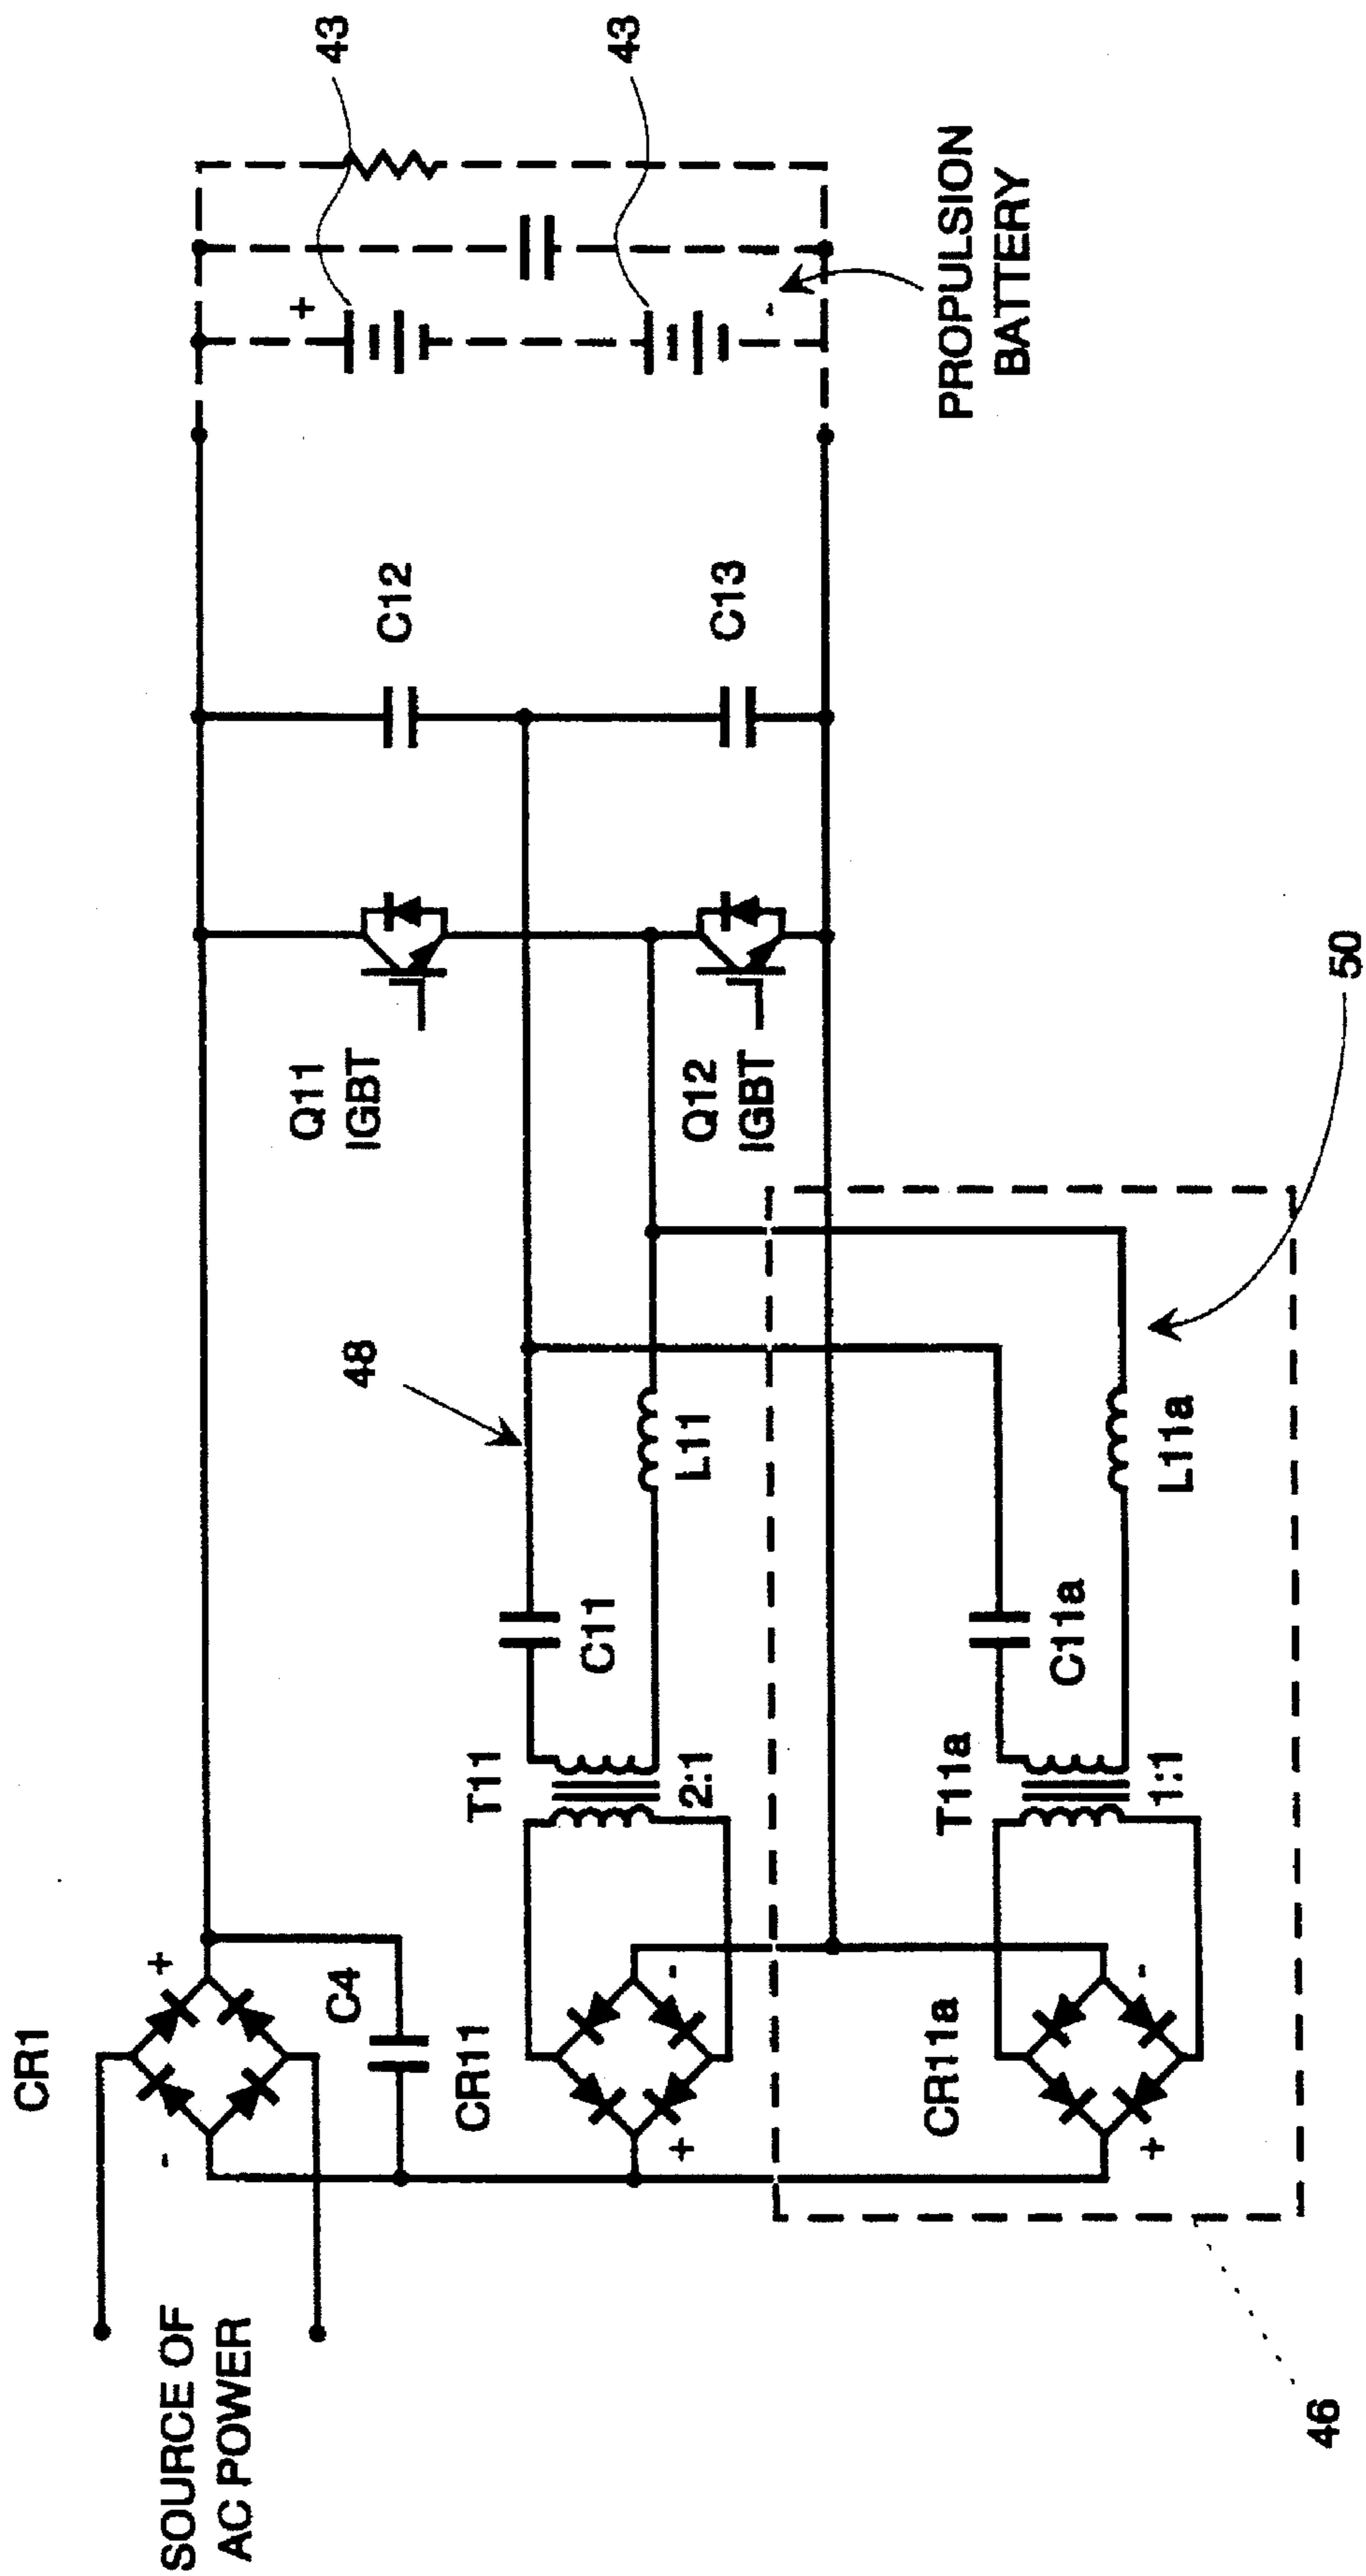 CR1
+
-
SOURCE OF
AC POWER
C4
CR11
-
+
T11
2:1
C11
L11
48
Q11
IGBT
Q12
IGBT
C12
C13
43
43
+
-
PROPULSION
BATTERY
CR11a
-
+
T11a
1:1
C11a
L11a
50
46